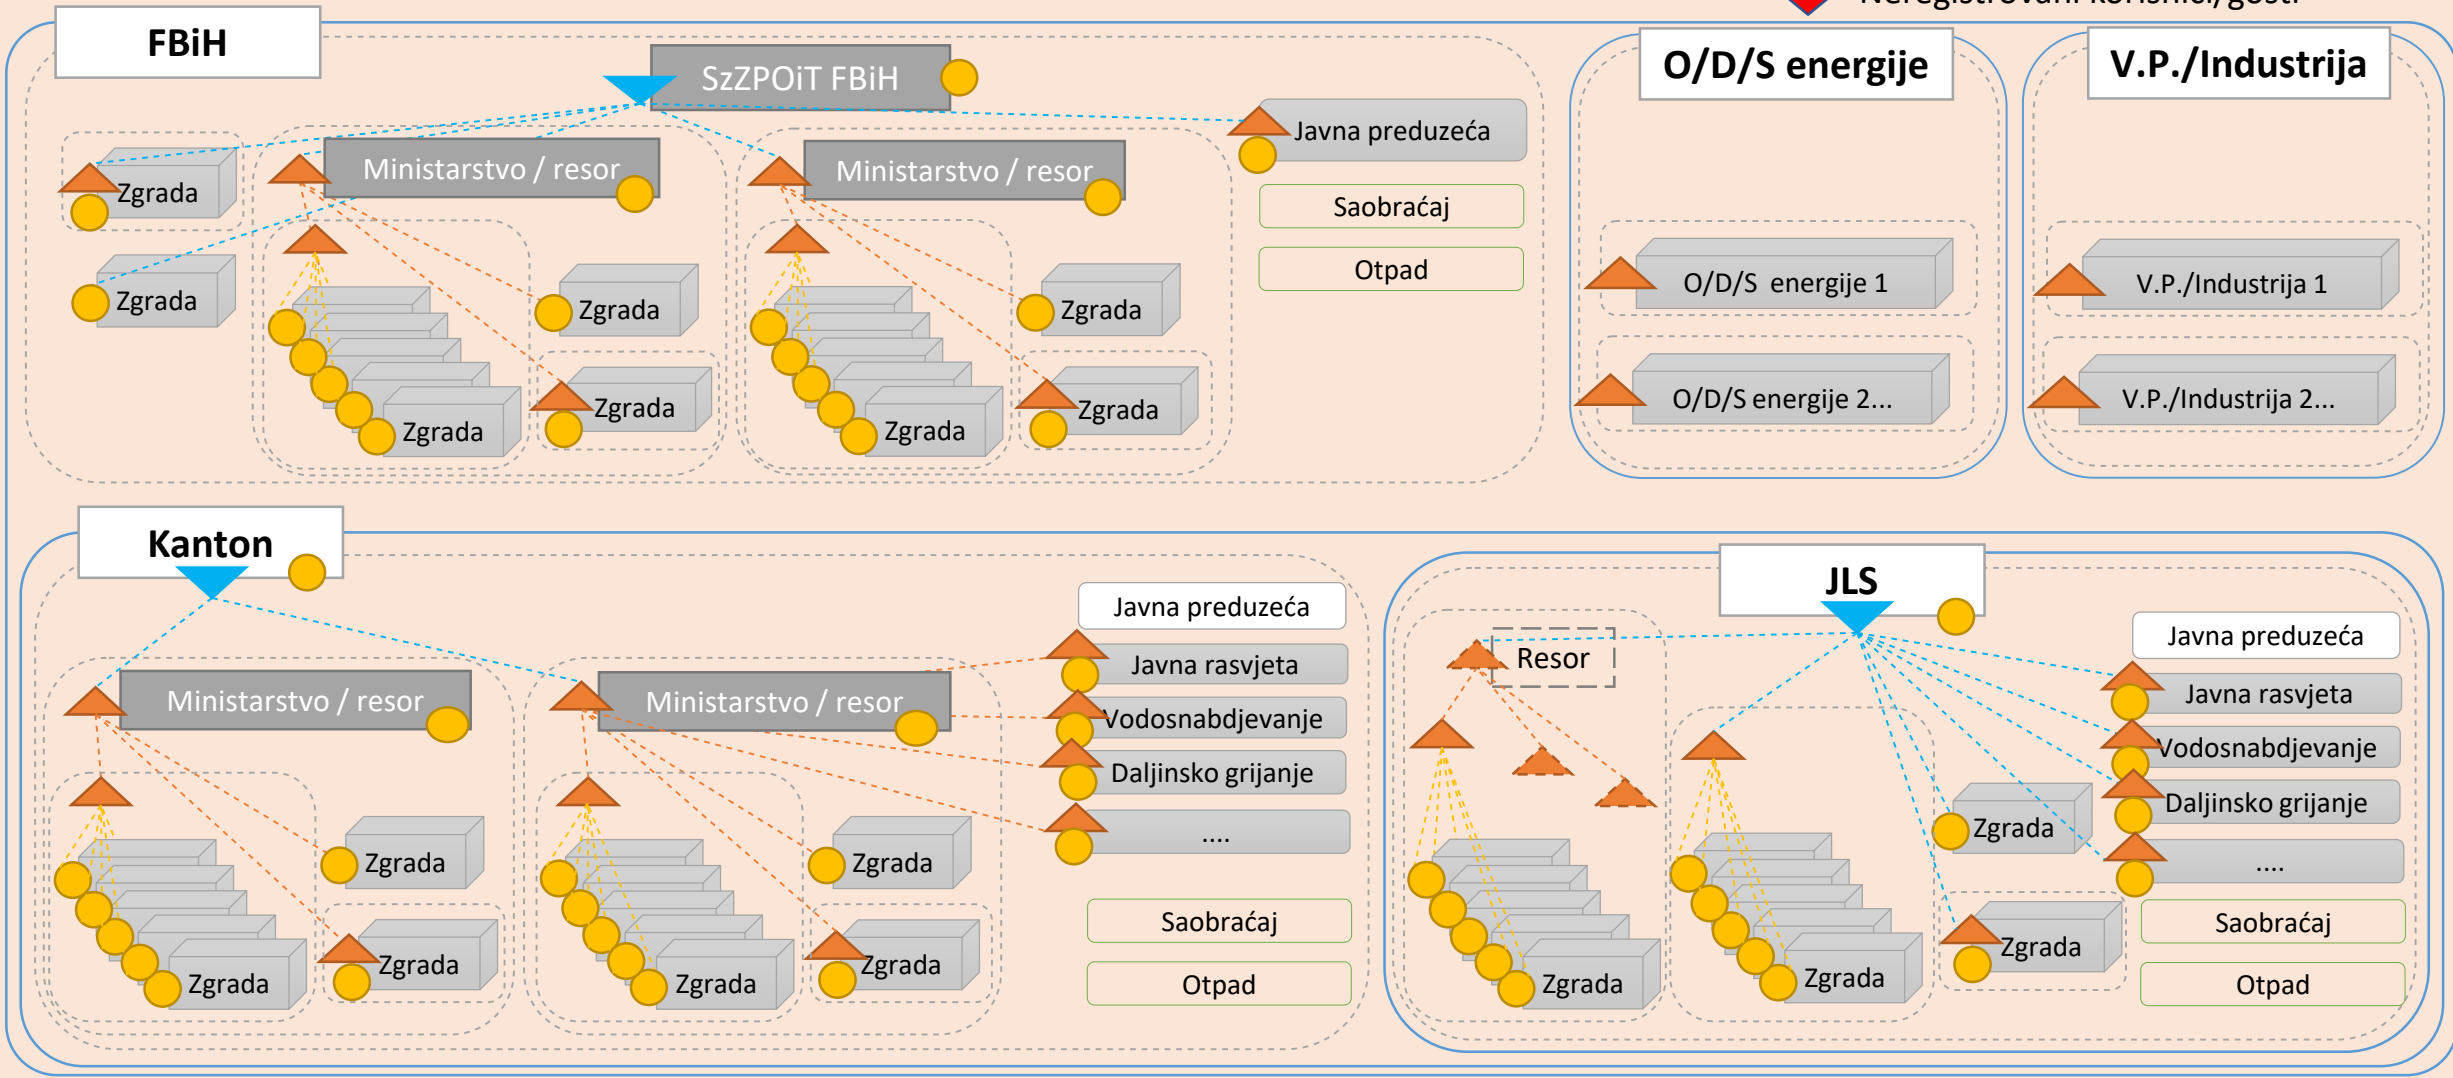 Neregistrovani korisnici/gosti
FBiH
SzZPOiT FBiH
O/D/S energije
V.P./Industrija
Javna preduzeća
Zgrada
Ministarstvo / resor
Ministarstvo / resor
Saobraćaj
Zgrada
Zgrada
Zgrada
Otpad
O/D/S energije 1
V.P./Industrija 1
Zgrada
Zgrada
Zgrada
Zgrada
O/D/S energije 2...
V.P./Industrija 2...
Kanton
JLS
Javna preduzeća
Javna preduzeća
Ministarstvo / resor
Ministarstvo / resor
Javna rasvjeta
Resor
Javna rasvjeta
Vodosnabdjevanje
Vodosnabdjevanje
Daljinsko grijanje
Daljinsko grijanje
....
....
Zgrada
Zgrada
Zgrada
Saobraćaj
Saobraćaj
Zgrada
Zgrada
Zgrada
Zgrada
Zgrada
Otpad
Zgrada
Zgrada
Otpad